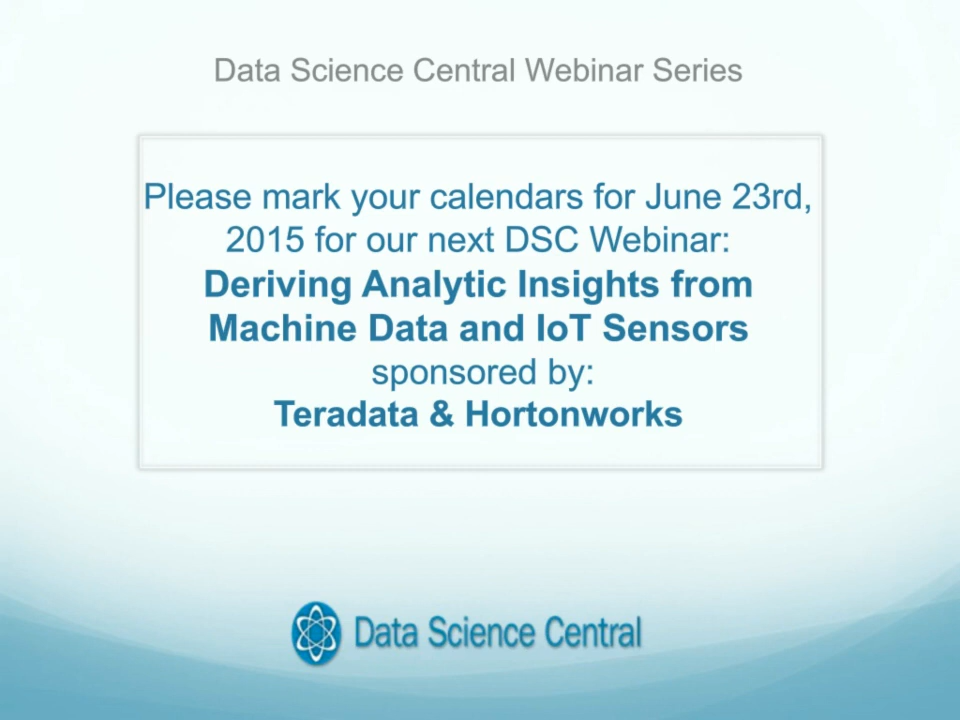 Data Science Central Webinar Series
Please mark your calendars for June 23rd,
2015 for our next DSC Webinar:
Deriving Analytic Insights from
Machine Data and IoT Sensors
sponsored by:
Teradata & Hortonworks
Data Science Central